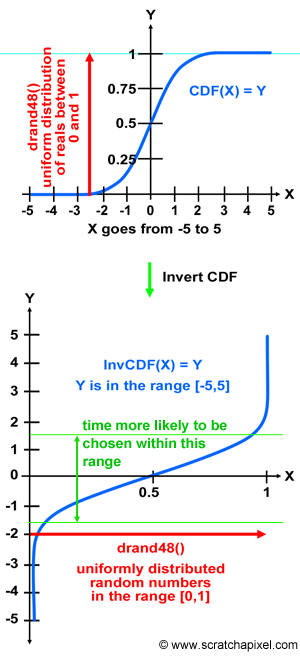 Y
1
0.75
0.5
0.25
CDF(X) = Y
drand48()
uniform distribution
of reals between
0 and 1
X
-5 -4 -3 -2 -1 0 1 2 3 4 5
X goes from -5 to 5
Invert CDF
Y
5
4
3
2
1
0
-1
-2
-3
-4
-5
InvCDF(X) = Y
Y is in the range [-5,5]
time more likely to be
chosen within this
range
X
0.5
1
drand48()
uniformly distributed
random numbers
in the range [0,1]
© www.scratchapixel.com